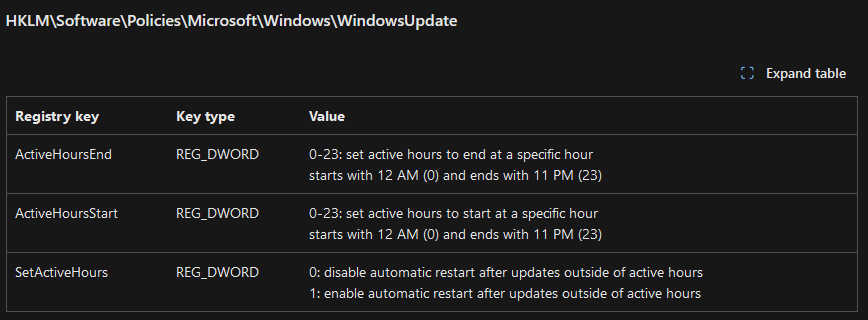 HKLM\Software\Policies\Microsoft\Windows\WindowsUpdate
Expand table
Registry key Key type Value
ActiveHoursEnd REG_DWORD 0-23: set active hours to end at a specific hour
starts with 12 AM (0) and ends with 11 PM (23)
ActiveHoursStart REG_DWORD 0-23: set active hours to start at a specific hour
starts with 12 AM (0) and ends with 11 PM (23)
SetActiveHours REG_DWORD 0: disable automatic restart after updates outside of active hours
1: enable automatic restart after updates outside of active hours